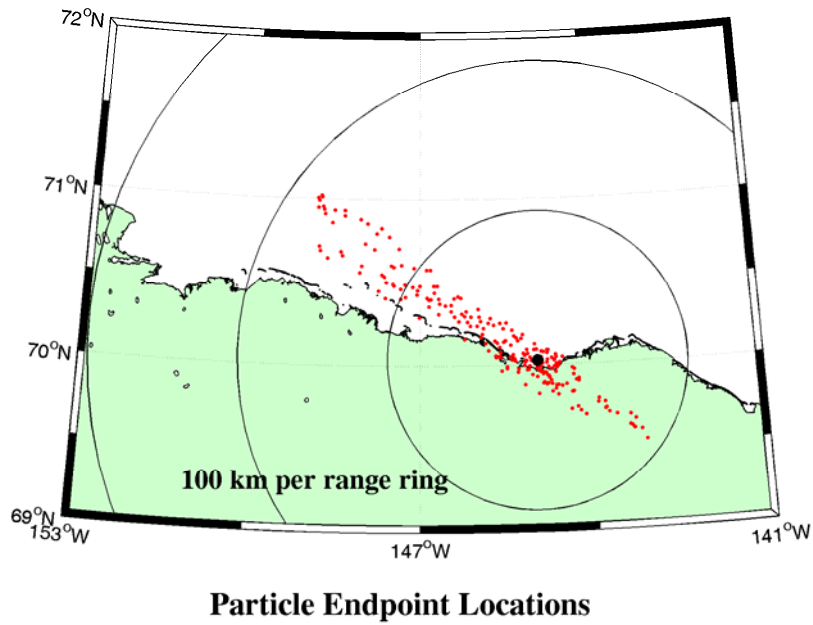 72°N
71°N
70°N
100 km per range ring
69°N
153°W
147°W
141°W
Particle Endpoint Locations